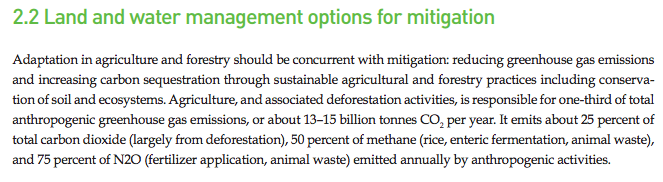 2.2 Land and water management options for mitigation
Adaptation in agriculture and forestry should be concurrent with mitigation: reducing greenhouse gas emissions
and increasing carbon sequestration through sustainable agricultural and forestry practices including conserva-
tion of soil and ecosystems. Agriculture, and associated deforestation activities, is responsible for one-third of total
anthropogenic greenhouse gas emissions, or about 13–15 billion tonnes CO₂ per year. It emits about 25 percent of
total carbon dioxide (largely from deforestation), 50 percent of methane (rice, enteric fermentation, animal waste),
and 75 percent of N2O (fertilizer application, animal waste) emitted annually by anthropogenic activities.